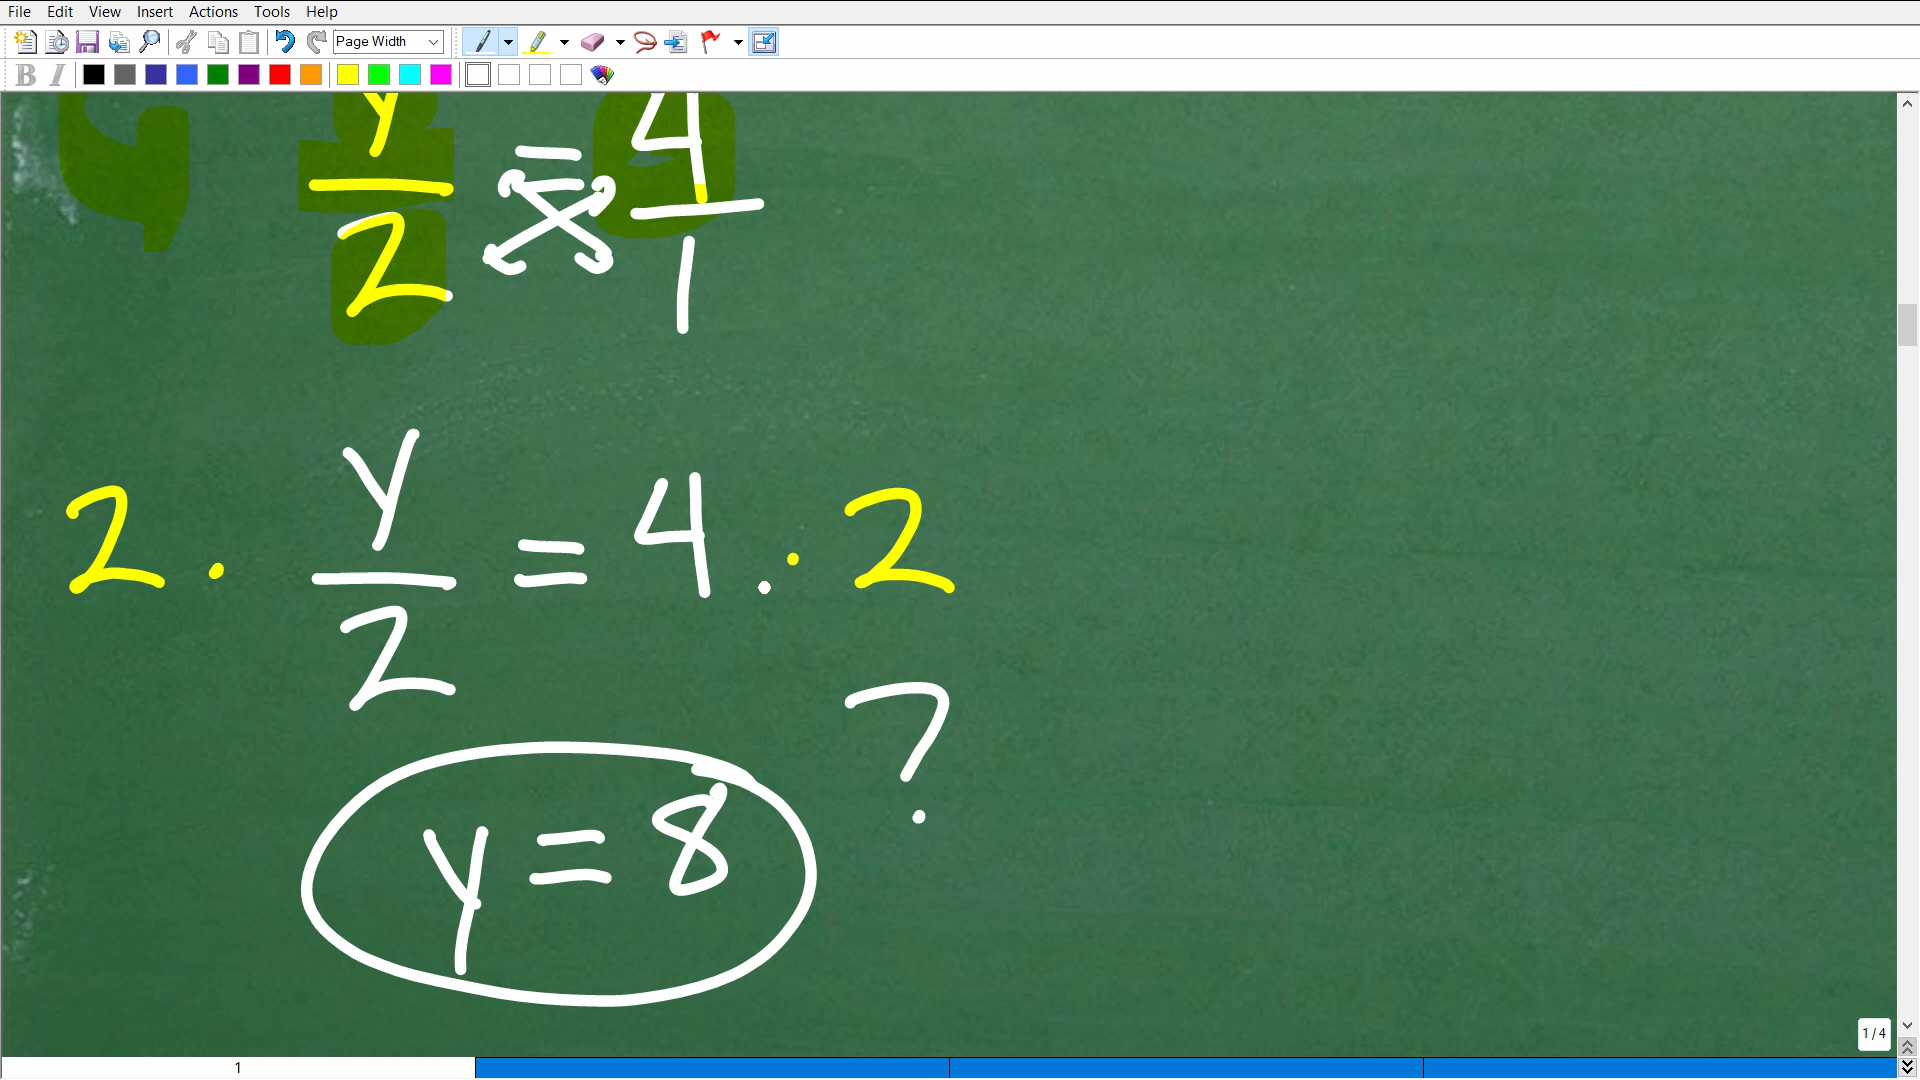 File Edit View Insert Actions Tools Help
Page Width
B I
y/2 = 4/1
2 · y/2 = 4 · 2
?
y = 8
1 / 4
1